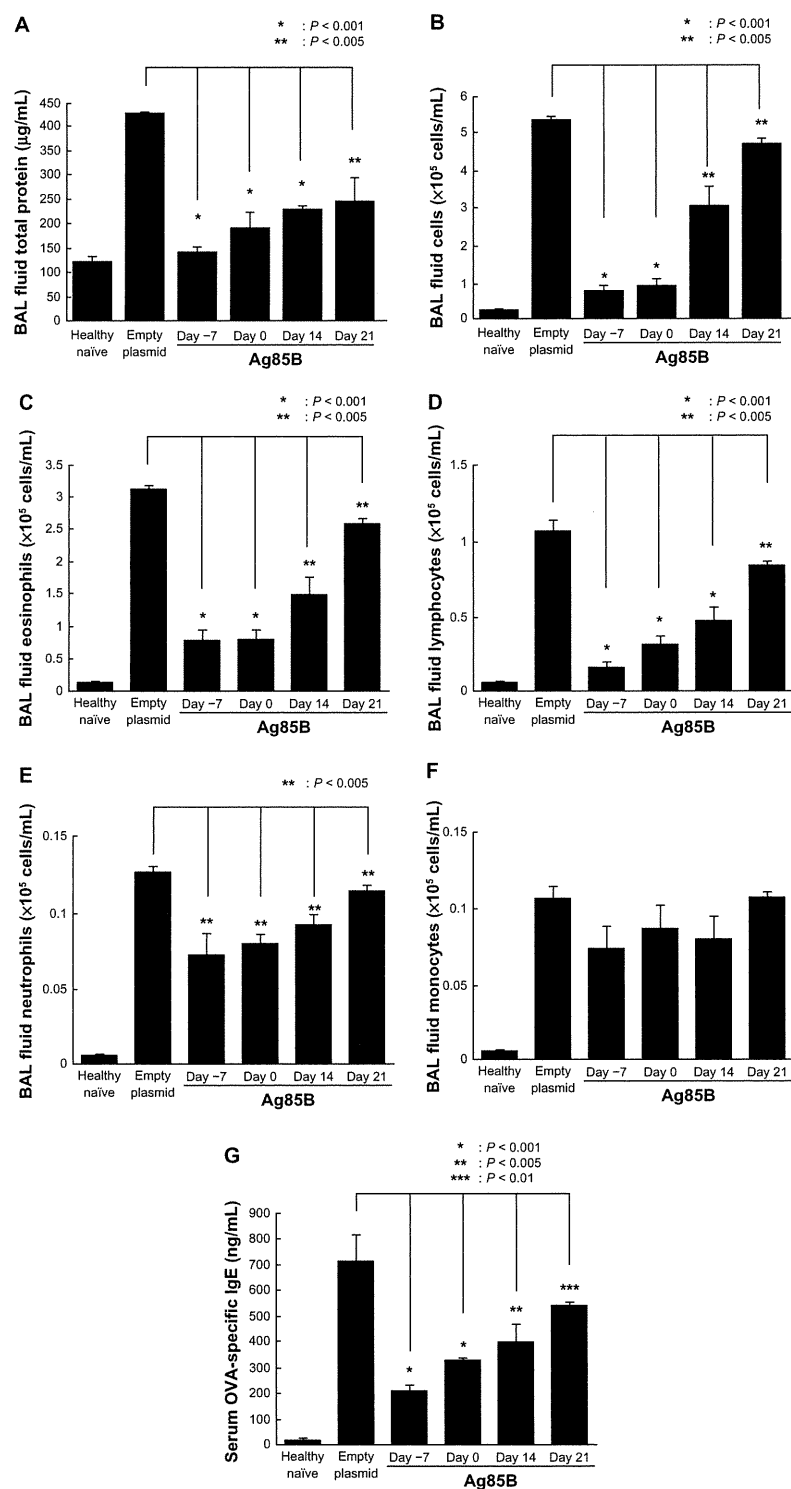 A
* : P < 0.001
** : P < 0.005
BAL fluid total protein (µg/mL)
450
400
350
300
250
200
150
100
50
0
* * * **
Healthy naïve
Empty plasmid
Day −7 Day 0 Day 14 Day 21
Ag85B
B
* : P < 0.001
** : P < 0.005
BAL fluid cells (×10⁵ cells/mL)
6
5
4
3
2
1
0
* * ** **
Healthy naïve
Empty plasmid
Day −7 Day 0 Day 14 Day 21
Ag85B
C
* : P < 0.001
** : P < 0.005
BAL fluid eosinophils (×10⁵ cells/mL)
3.5
3
2.5
2
1.5
1
0.5
0
* * ** **
Healthy naïve
Empty plasmid
Day −7 Day 0 Day 14 Day 21
Ag85B
D
* : P < 0.001
** : P < 0.005
BAL fluid lymphocytes (×10⁵ cells/mL)
1.5
1
0.5
0
* * * **
Healthy naïve
Empty plasmid
Day −7 Day 0 Day 14 Day 21
Ag85B
E
** : P < 0.005
BAL fluid neutrophils (×10⁵ cells/mL)
0.15
0.1
0.05
0
** ** ** **
Healthy naïve
Empty plasmid
Day −7 Day 0 Day 14 Day 21
Ag85B
F
BAL fluid monocytes (×10⁵ cells/mL)
0.15
0.1
0.05
0
Healthy naïve
Empty plasmid
Day −7 Day 0 Day 14 Day 21
Ag85B
G
* : P < 0.001
** : P < 0.005
*** : P < 0.01
Serum OVA-specific IgE (ng/mL)
900
800
700
600
500
400
300
200
100
0
* * ** ***
Healthy naïve
Empty plasmid
Day −7 Day 0 Day 14 Day 21
Ag85B